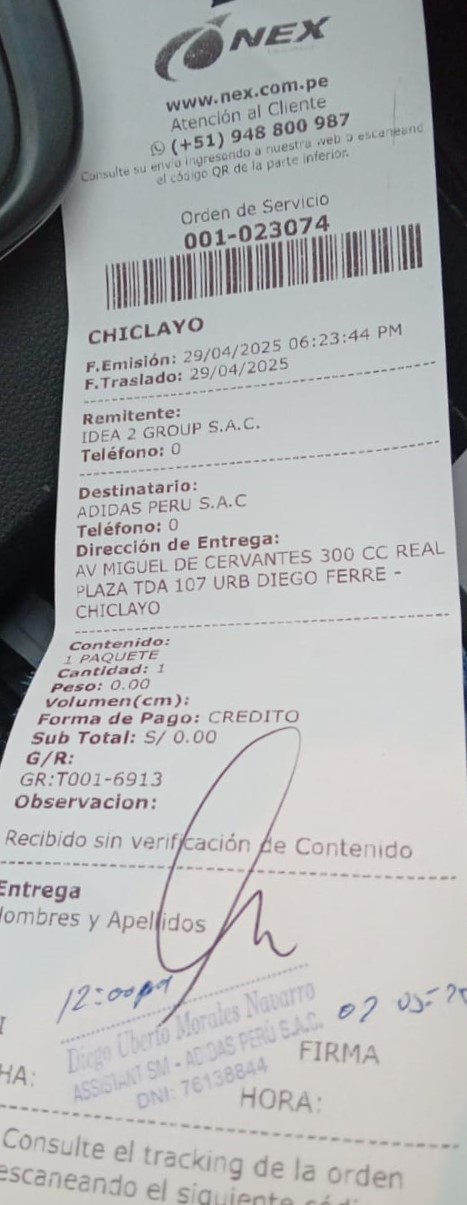 NEX
www.nex.com.pe
Atención al Cliente
(+51) 948 800 987
Consulte su envío ingresando a nuestra web o escaneand
el código QR de la parte inferior.
Orden de Servicio
001-023074
CHICLAYO
F.Emisión: 29/04/2025 06:23:44 PM
F.Traslado: 29/04/2025
Remitente:
IDEA 2 GROUP S.A.C.
Teléfono: 0
Destinatario:
ADIDAS PERU S.A.C
Teléfono: 0
Dirección de Entrega:
AV MIGUEL DE CERVANTES 300 CC REAL
PLAZA TDA 107 URB DIEGO FERRE -
CHICLAYO
Contenido:
1 PAQUETE
Cantidad: 1
Peso: 0.00
Volumen(cm):
Forma de Pago: CREDITO
Sub Total: S/ 0.00
G/R:
GR:T001-6913
Observacion:
Recibido sin verificación de Contenido
Entrega
Nombres y Apellidos
12:00pm
Diego Uberto Morales Navarro
ASSISTANT SM - ADIDAS PERÚ S.A.C.
DNI: 76138844
FIRMA
HA:
HORA:
Consulte el tracking de la orden
escaneando el siguiente